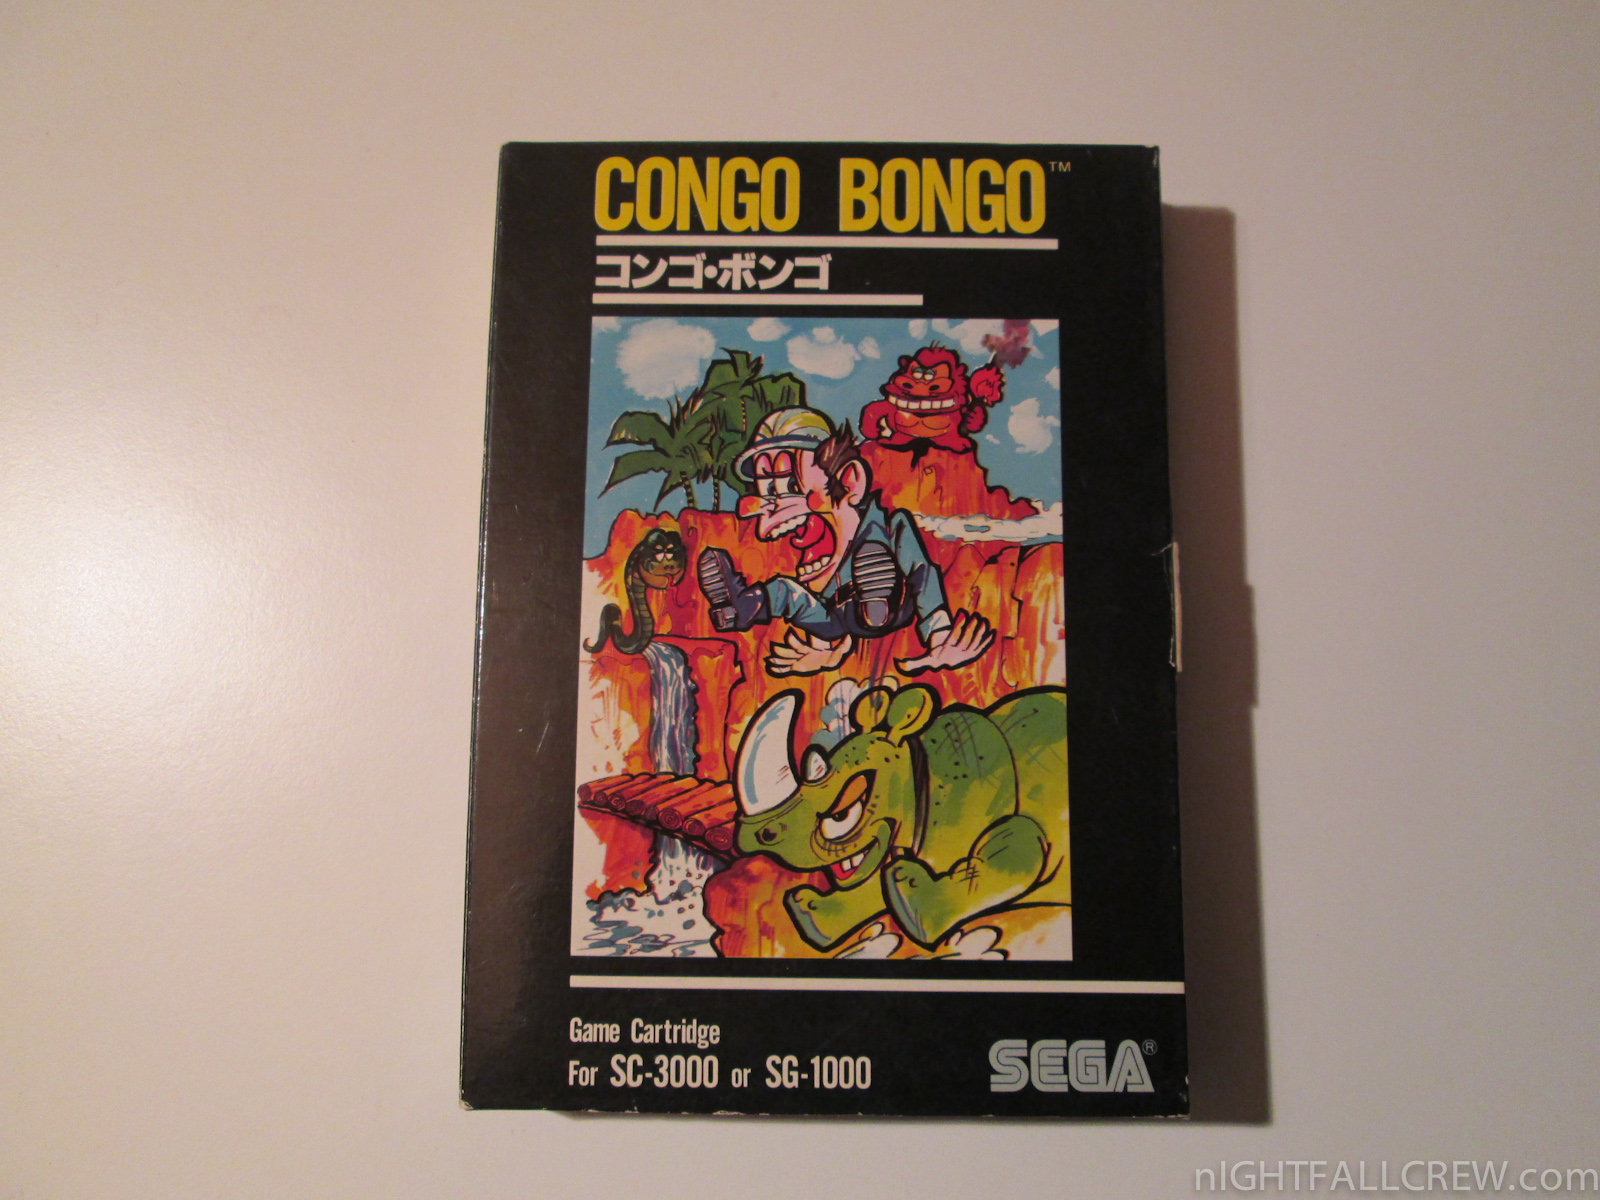 CONGO BONGO™
コンゴ・ボンゴ
Game Cartridge
For SC-3000 or SG-1000
SEGA®
nIGHTFALLCREW.com